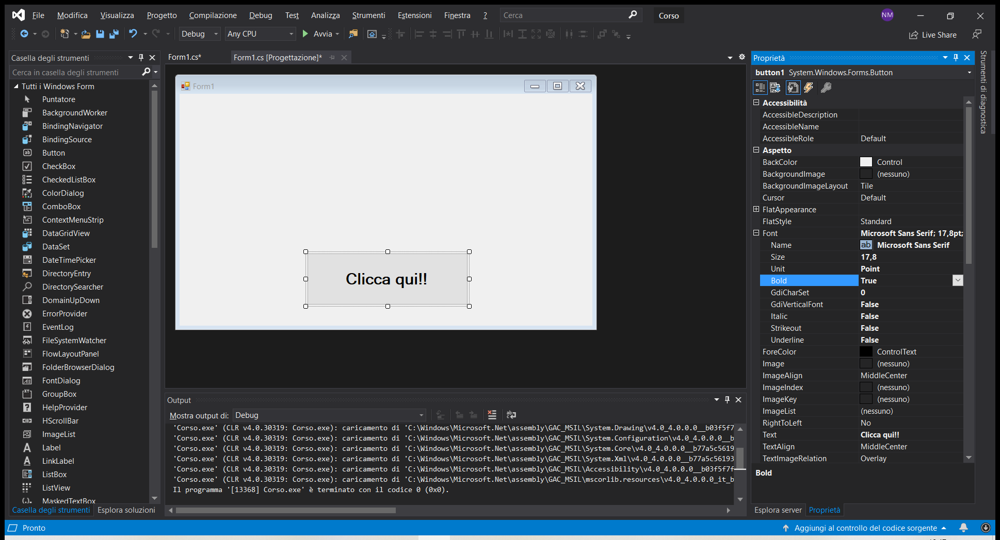 File Modifica Visualizza Progetto Compilazione Debug Test Analizza Strumenti Estensioni Finestra ? Cerca Corso NM
Debug Any CPU Avvia Live Share
Casella degli strumenti
Cerca in casella degli strumenti
Tutti i Windows Form
Puntatore
BackgroundWorker
BindingNavigator
BindingSource
Button
CheckBox
CheckedListBox
ColorDialog
ComboBox
ContextMenuStrip
DataGridView
DataSet
DateTimePicker
DirectoryEntry
DirectorySearcher
DomainUpDown
ErrorProvider
EventLog
FileSystemWatcher
FlowLayoutPanel
FolderBrowserDialog
FontDialog
GroupBox
HelpProvider
HScrollBar
ImageList
Label
LinkLabel
ListBox
ListView
MaskedTextBox
Casella degli strumenti Esplora soluzioni
Form1.cs* Form1.cs [Progettazione]*
Form1
Clicca qui!!
Output
Mostra output di: Debug
'Corso.exe' (CLR v4.0.30319: Corso.exe): caricamento di 'C:\Windows\Microsoft.Net\assembly\GAC_MSIL\System.Drawing\v4.0_4.0.0.0__b03f5f7
'Corso.exe' (CLR v4.0.30319: Corso.exe): caricamento di 'C:\Windows\Microsoft.Net\assembly\GAC_MSIL\System.Configuration\v4.0_4.0.0.0__b
'Corso.exe' (CLR v4.0.30319: Corso.exe): caricamento di 'C:\Windows\Microsoft.Net\assembly\GAC_MSIL\System.Core\v4.0_4.0.0.0__b77a5c5619
'Corso.exe' (CLR v4.0.30319: Corso.exe): caricamento di 'C:\Windows\Microsoft.Net\assembly\GAC_MSIL\System.Xml\v4.0_4.0.0.0__b77a5c56193
'Corso.exe' (CLR v4.0.30319: Corso.exe): caricamento di 'C:\Windows\Microsoft.Net\assembly\GAC_MSIL\Accessibility\v4.0_4.0.0.0__b03f5f7f
'Corso.exe' (CLR v4.0.30319: Corso.exe): caricamento di 'C:\Windows\Microsoft.Net\assembly\GAC_MSIL\mscorlib.resources\v4.0_4.0.0.0_it_b
Il programma '[13368] Corso.exe' è terminato con il codice 0 (0x0).
Proprietà
button1 System.Windows.Forms.Button
Accessibilità
AccessibleDescription
AccessibleName
AccessibleRole Default
Aspetto
BackColor Control
BackgroundImage (nessuno)
BackgroundImageLayout Tile
Cursor Default
FlatAppearance
FlatStyle Standard
Font Microsoft Sans Serif; 17,8pt;
Name ab Microsoft Sans Serif
Size 17,8
Unit Point
Bold True
GdiCharSet 0
GdiVerticalFont False
Italic False
Strikeout False
Underline False
ForeColor ControlText
Image (nessuno)
ImageAlign MiddleCenter
ImageIndex (nessuno)
ImageKey (nessuno)
ImageList (nessuno)
RightToLeft No
Text Clicca qui!!
TextAlign MiddleCenter
TextImageRelation Overlay
Bold
Esplora server Proprietà
Strumenti di diagnostica
Pronto Aggiungi al controllo del codice sorgente